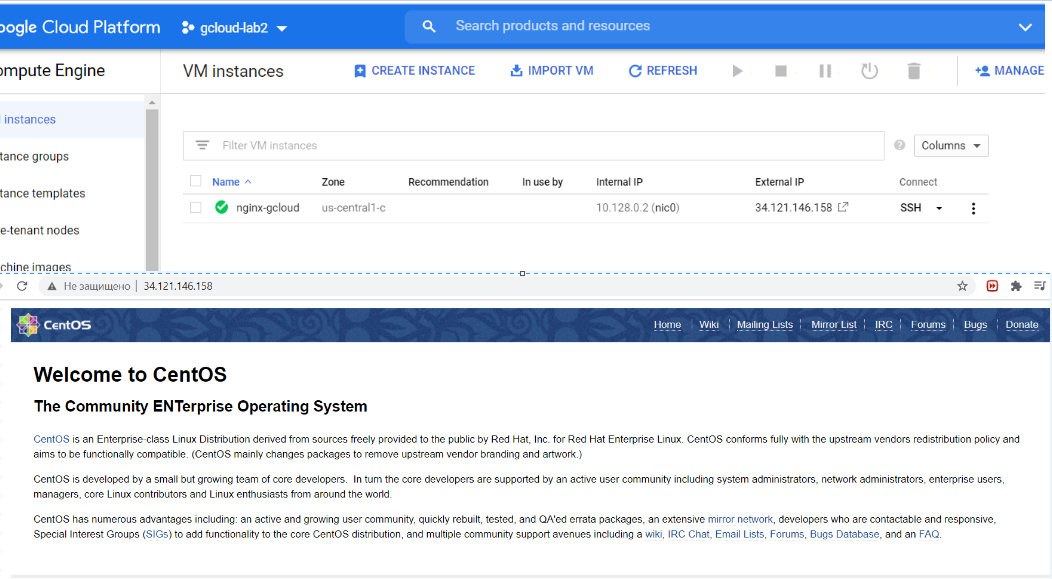 oogle Cloud Platform gcloud-lab2 Search products and resources
ompute Engine VM instances CREATE INSTANCE IMPORT VM REFRESH MANAGE
instances
Filter VM instances Columns
tance groups
Name Zone Recommendation In use by Internal IP External IP Connect
tance templates
nginx-gcloud us-central1-c 10.128.0.2 (nic0) 34.121.146.158 SSH
e-tenant nodes
chine images
Не защищено 34.121.146.158
CentOS Home Wiki Mailing Lists Mirror List IRC Forums Bugs Donate
Welcome to CentOS
The Community ENTerprise Operating System
CentOS is an Enterprise-class Linux Distribution derived from sources freely provided to the public by Red Hat, Inc. for Red Hat Enterprise Linux. CentOS conforms fully with the upstream vendors redistribution policy and
aims to be functionally compatible. (CentOS mainly changes packages to remove upstream vendor branding and artwork.)
CentOS is developed by a small but growing team of core developers. In turn the core developers are supported by an active user community including system administrators, network administrators, enterprise users,
managers, core Linux contributors and Linux enthusiasts from around the world.
CentOS has numerous advantages including: an active and growing user community, quickly rebuilt, tested, and QA'ed errata packages, an extensive mirror network, developers who are contactable and responsive,
Special Interest Groups (SIGs) to add functionality to the core CentOS distribution, and multiple community support avenues including a wiki, IRC Chat, Email Lists, Forums, Bugs Database, and an FAQ.